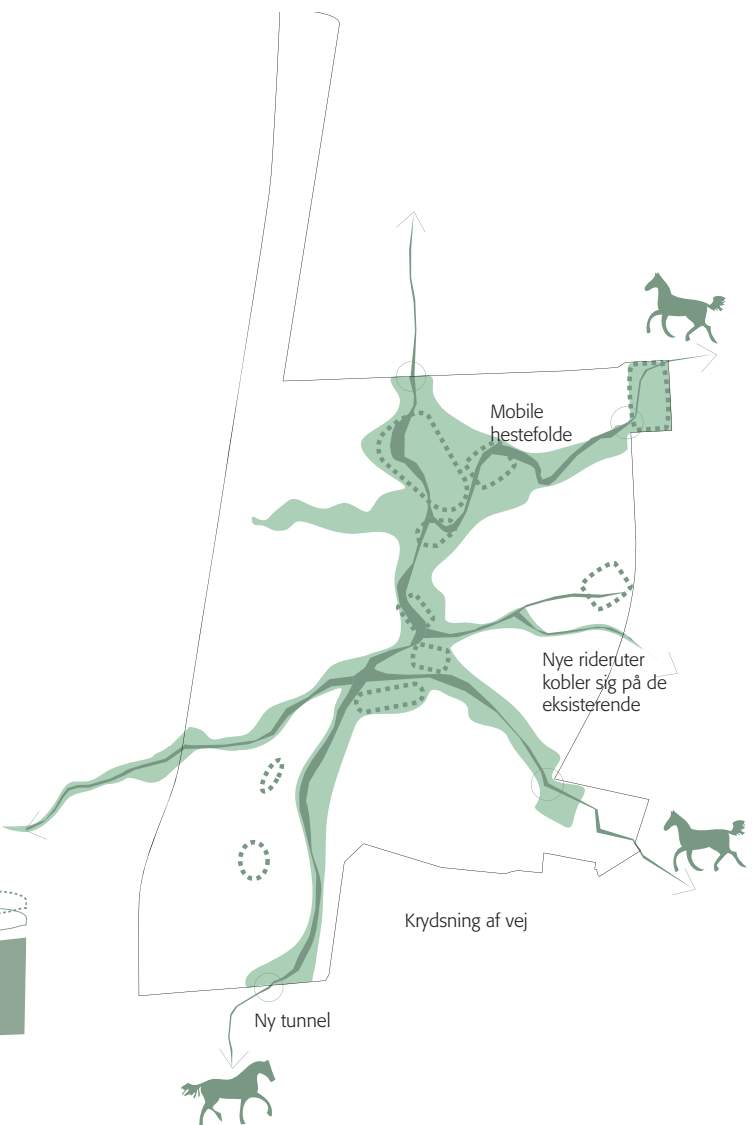 Mobile
hestefolde
Nye rideruter
kobler sig på de
eksisterende
Krydsning af vej
Ny tunnel